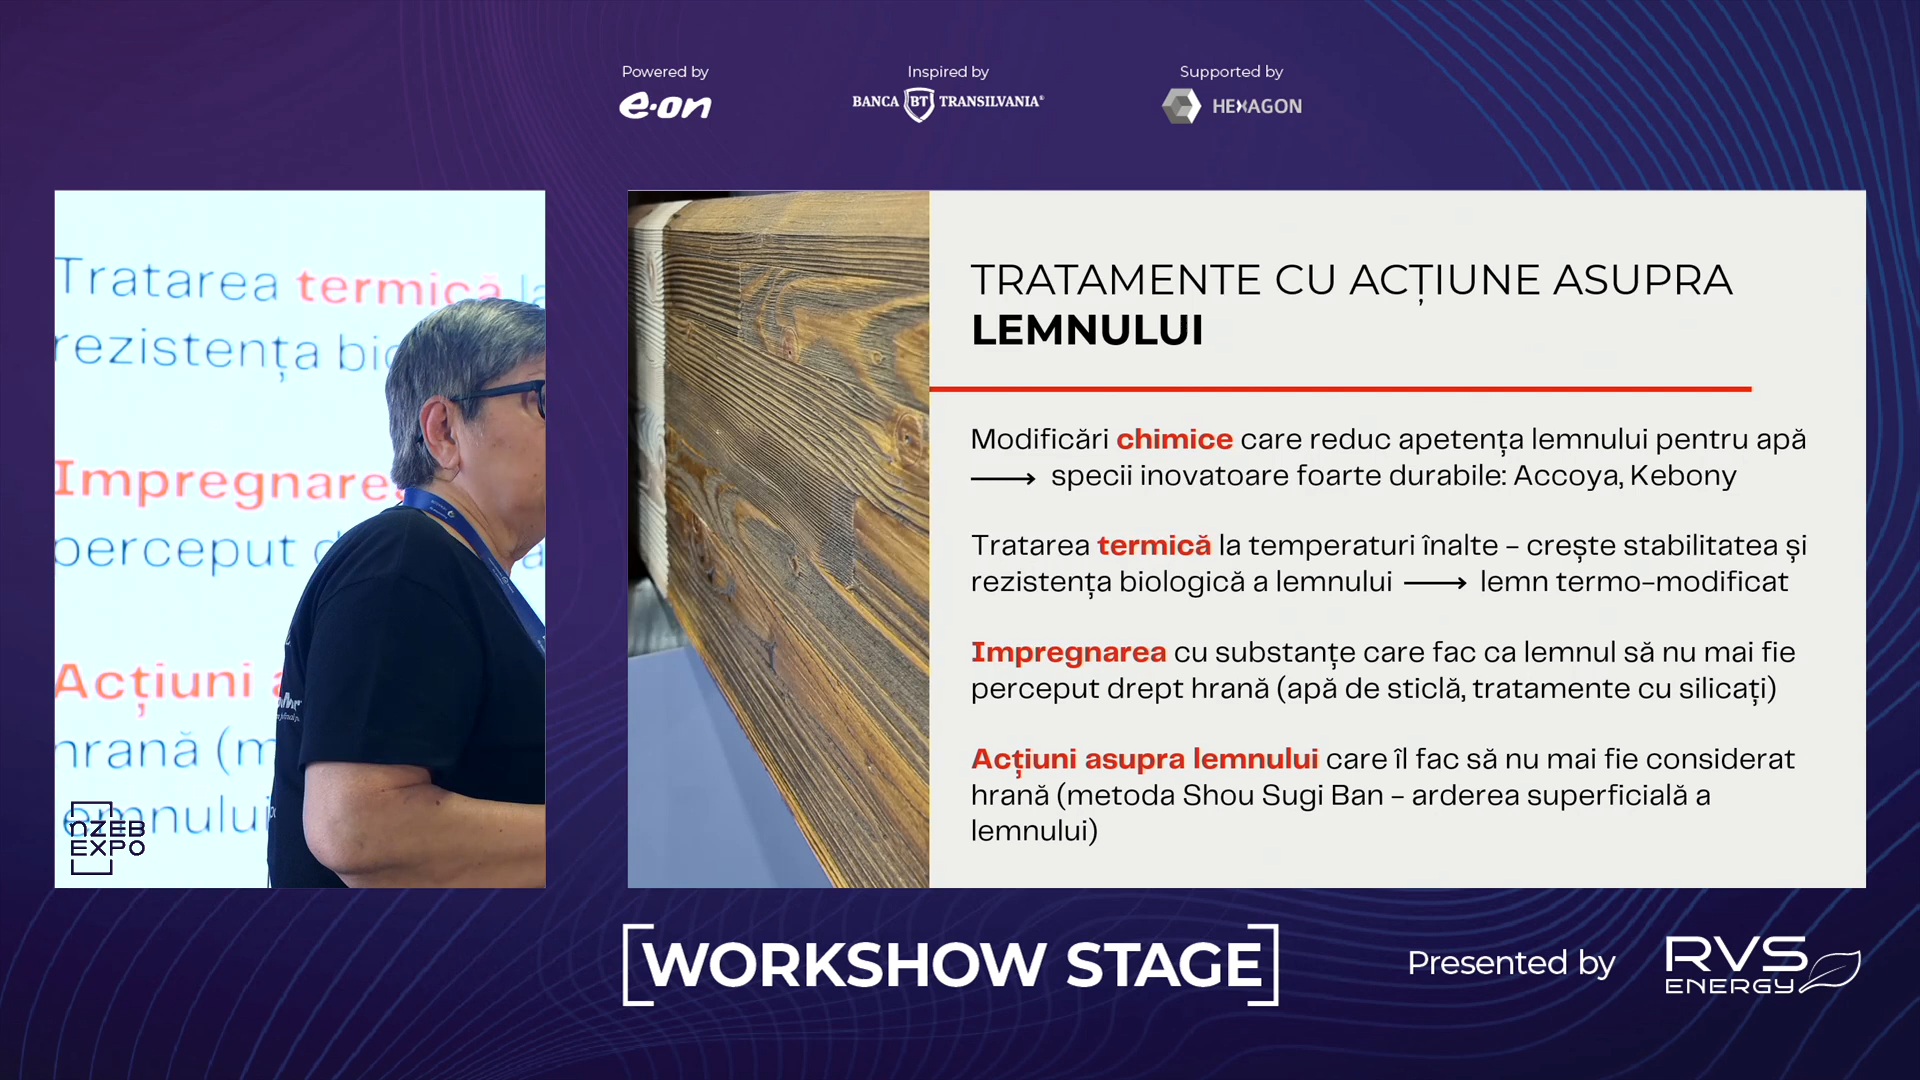 Powered by
e·on
Inspired by
BANCA BT TRANSILVANIA®
Supported by
HEXAGON
Tratarea termică la
rezistența bio
Impregnarea
perceput d
Acțiuni a
hrană (m
lemnului
nZEB
EXPO
TRATAMENTE CU ACȚIUNE ASUPRA
LEMNULUI
Modificări chimice care reduc apetența lemnului pentru apă
⟶ specii inovatoare foarte durabile: Accoya, Kebony
Tratarea termică la temperaturi înalte – crește stabilitatea și
rezistența biologică a lemnului ⟶ lemn termo-modificat
Impregnarea cu substanțe care fac ca lemnul să nu mai fie
perceput drept hrană (apă de sticlă, tratamente cu silicați)
Acțiuni asupra lemnului care îl fac să nu mai fie considerat
hrană (metoda Shou Sugi Ban – arderea superficială a
lemnului)
[WORKSHOW STAGE]
Presented by
RVS
ENERGY